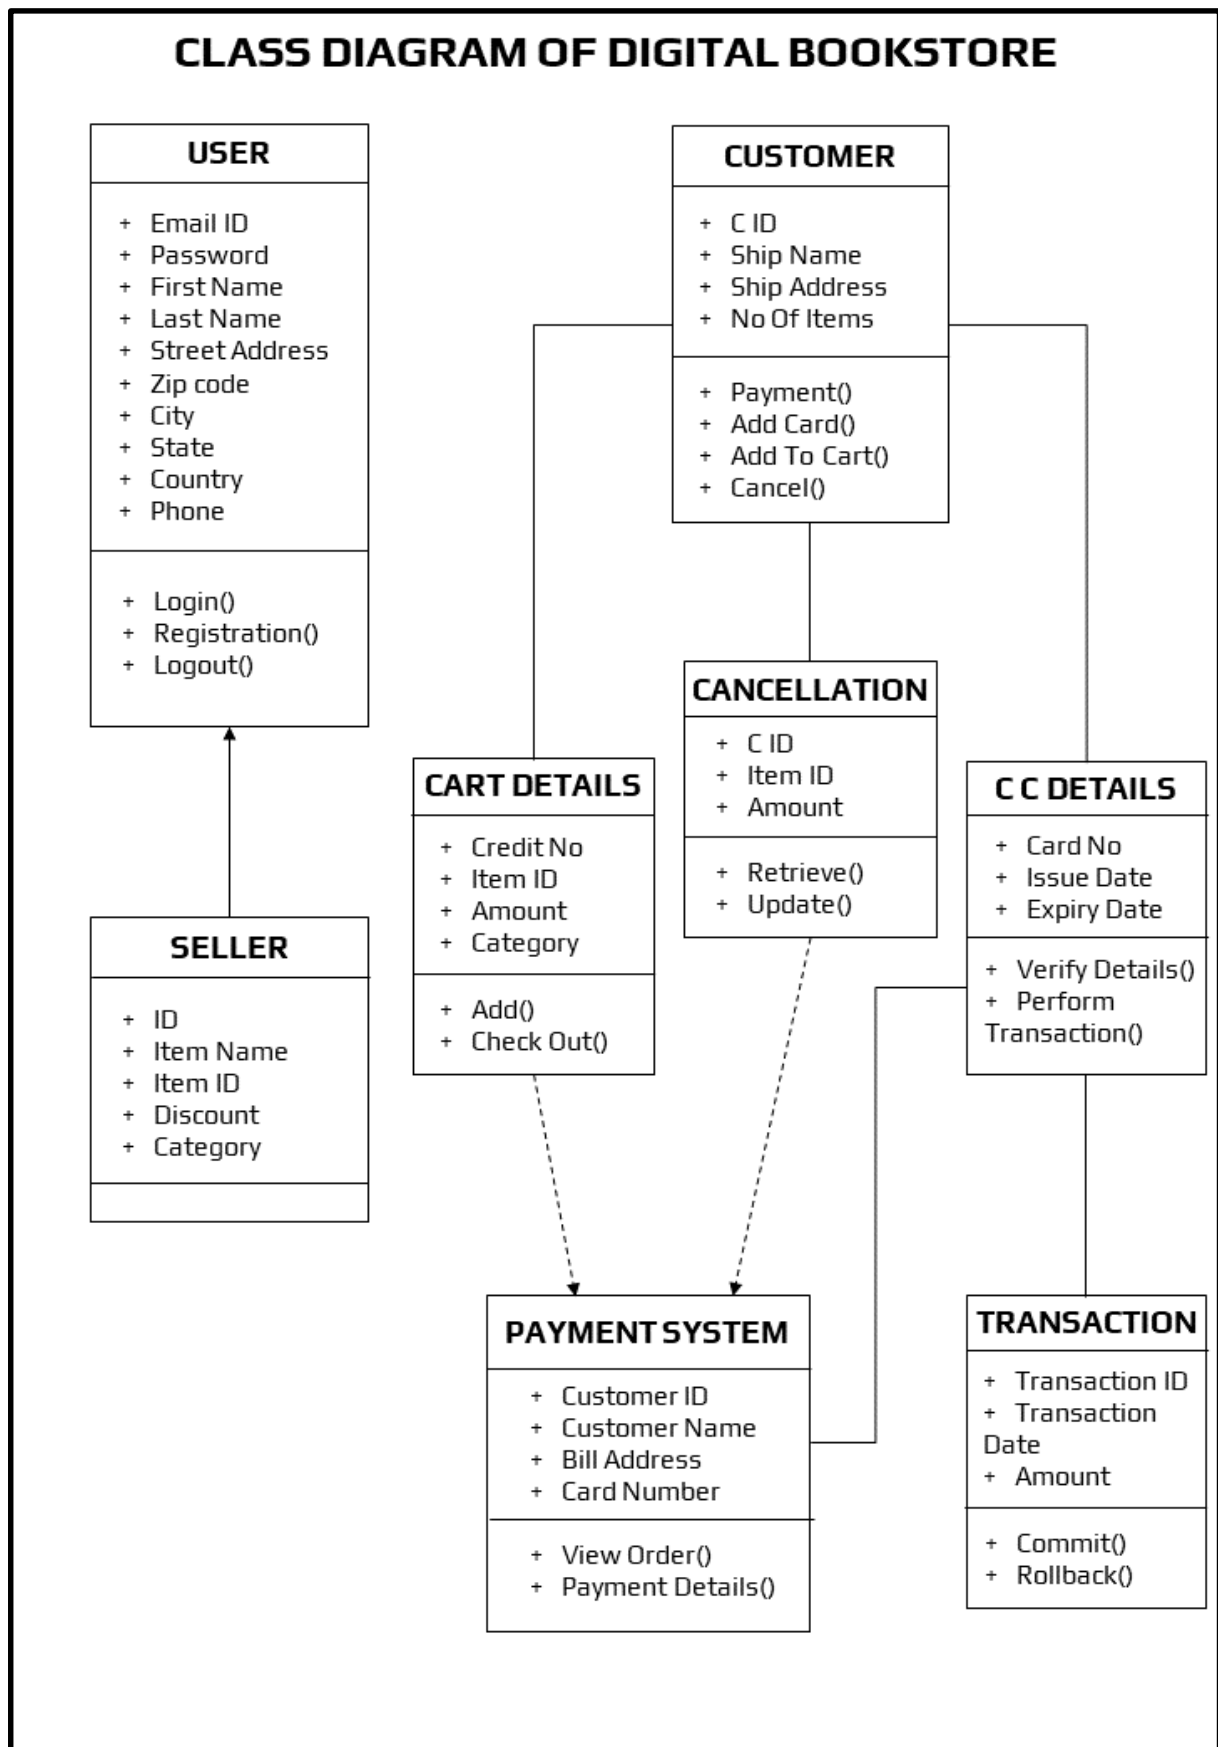 CLASS DIAGRAM OF DIGITAL BOOKSTORE
USER
+ Email ID
+ Password
+ First Name
+ Last Name
+ Street Address
+ Zip code
+ City
+ State
+ Country
+ Phone
+ Login()
+ Registration()
+ Logout()
CUSTOMER
+ C ID
+ Ship Name
+ Ship Address
+ No Of Items
+ Payment()
+ Add Card()
+ Add To Cart()
+ Cancel()
SELLER
+ ID
+ Item Name
+ Item ID
+ Discount
+ Category
CART DETAILS
+ Credit No
+ Item ID
+ Amount
+ Category
+ Add()
+ Check Out()
CANCELLATION
+ C ID
+ Item ID
+ Amount
+ Retrieve()
+ Update()
C C DETAILS
+ Card No
+ Issue Date
+ Expiry Date
+ Verify Details()
+ Perform
Transaction()
PAYMENT SYSTEM
+ Customer ID
+ Customer Name
+ Bill Address
+ Card Number
+ View Order()
+ Payment Details()
TRANSACTION
+ Transaction ID
+ Transaction
Date
+ Amount
+ Commit()
+ Rollback()